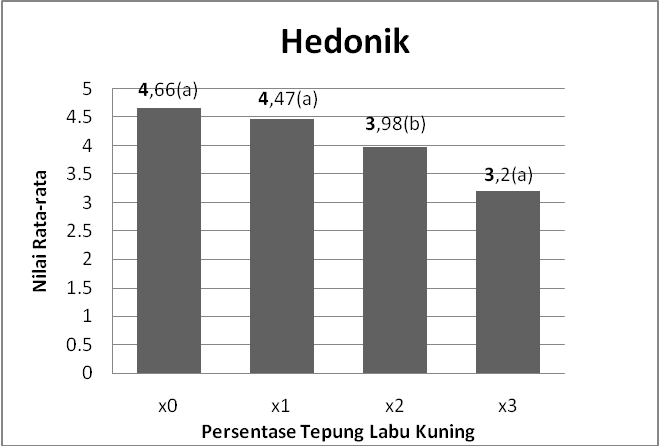 Hedonik
4,66(a)
4,47(a)
3,98(b)
3,2(a)
5
4.5
4
3.5
3
2.5
2
1.5
1
0.5
0
Nilai Rata-rata
x0
x1
x2
x3
Persentase Tepung Labu Kuning